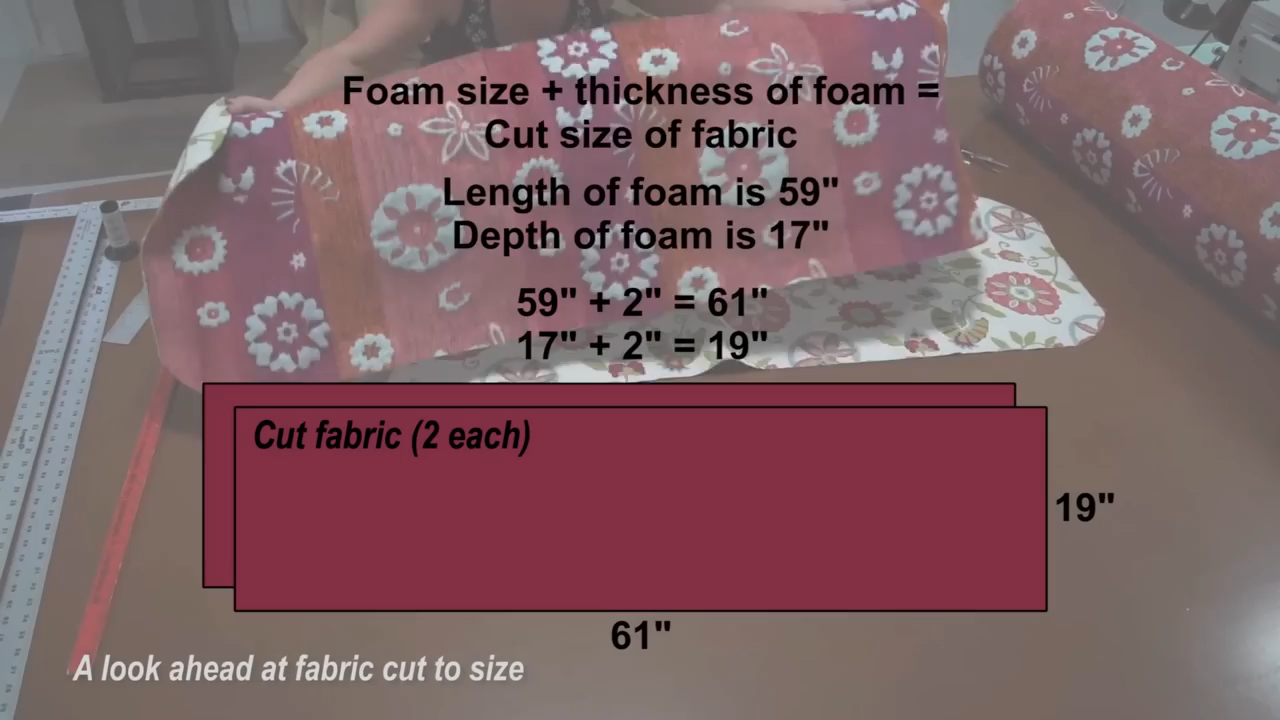 Foam size + thickness of foam =
Cut size of fabric
Length of foam is 59"
Depth of foam is 17"
59" + 2" = 61"
17" + 2" = 19"
Cut fabric (2 each)
19"
61"
A look ahead at fabric cut to size